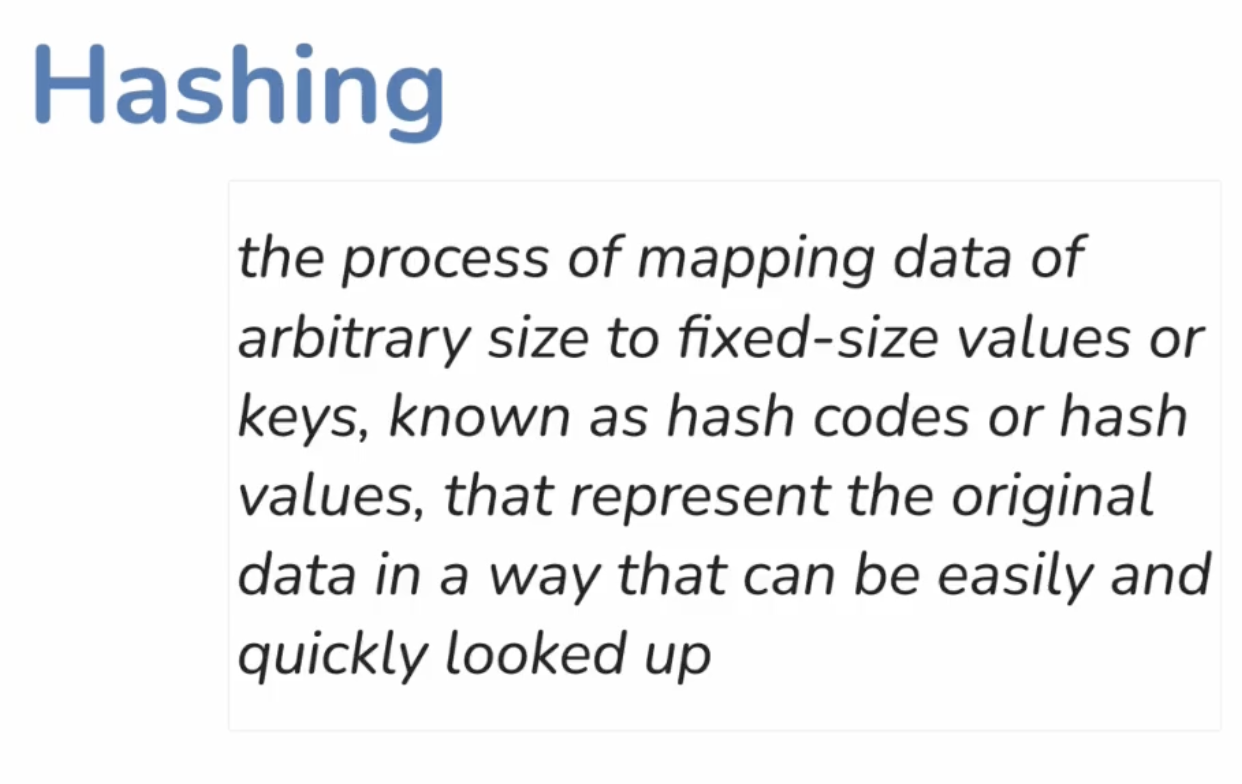 Hashing
the process of mapping data of
arbitrary size to fixed-size values or
keys, known as hash codes or hash
values, that represent the original
data in a way that can be easily and
quickly looked up